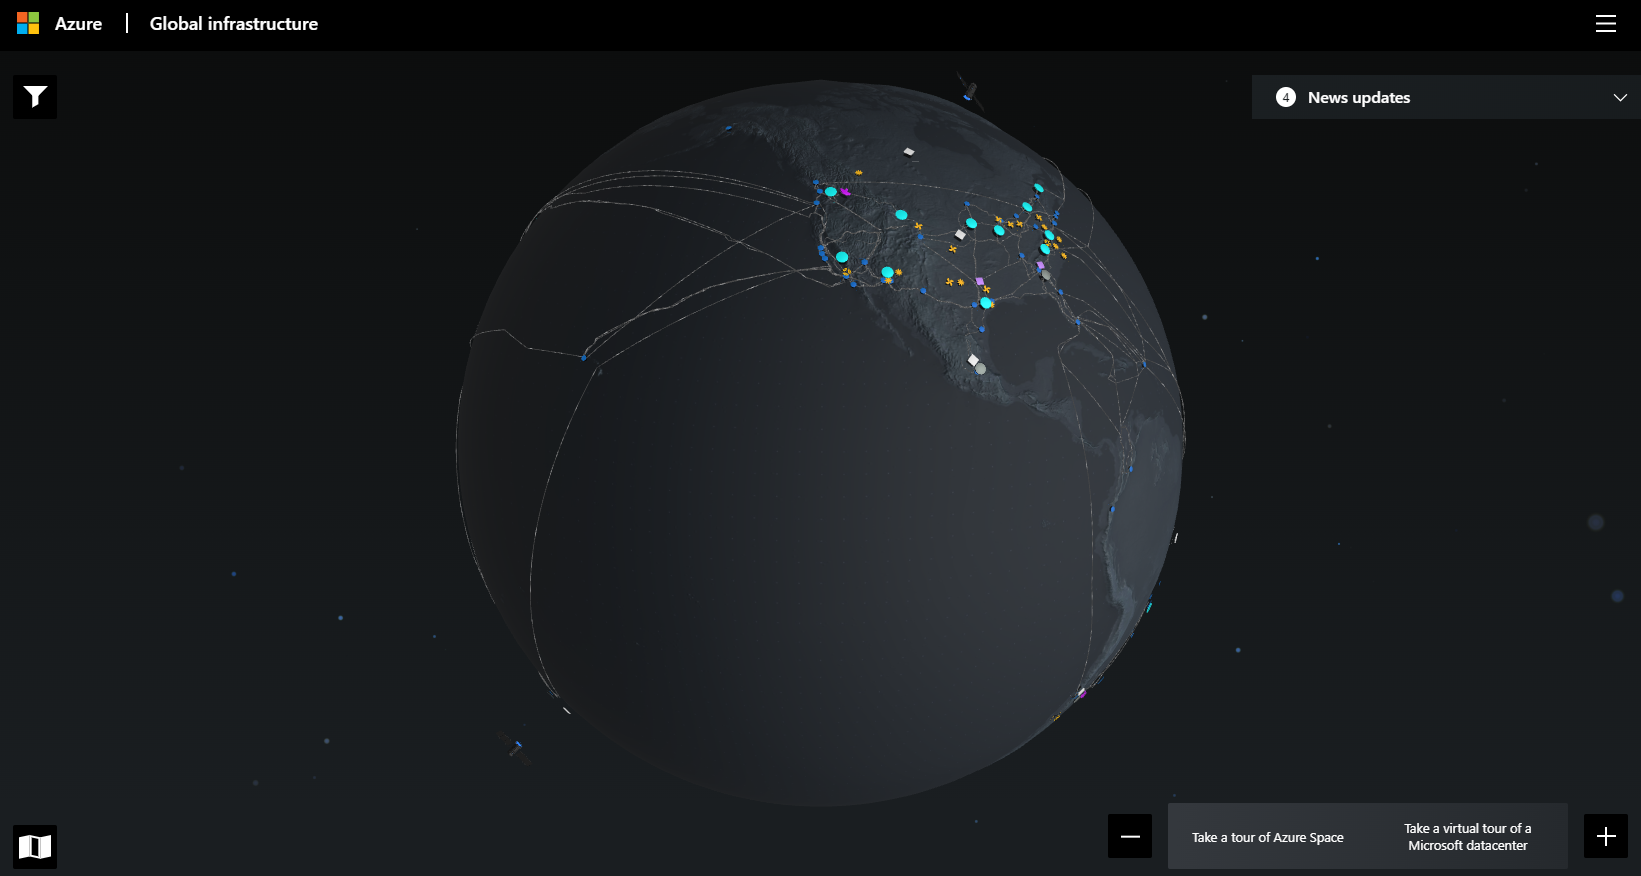 Azure
Global infrastructure
4
News updates
Take a tour of Azure Space
Take a virtual tour of a
Microsoft datacenter